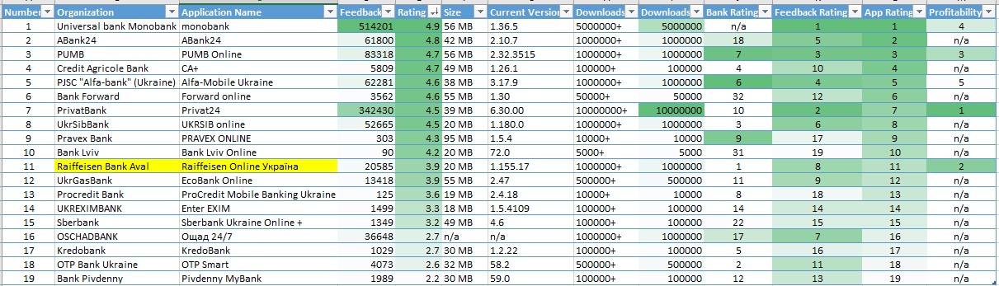 Number Organization Application Name Feedback Rating Size Current Versio Downloads Downloads Bank Rating Feedback Rating App Rating Profitability
1 Universal bank Monobank monobank 514201 4.9 56 MB 1.36.5 5000000+ 5000000 n/a 1 1 4
2 ABank24 ABank24 61800 4.8 42 MB 2.10.7 1000000+ 1000000 18 5 2 n/a
3 PUMB PUMB Online 83318 4.7 56 MB 2.32.3515 1000000+ 1000000 7 3 3 3
4 Credit Agricole Bank CA+ 5809 4.7 49 MB 1.26.1 100000+ 100000 4 10 4 n/a
5 PJSC "Alfa-bank" (Ukraine) Alfa-Mobile Ukraine 62281 4.6 38 MB 3.17.9 1000000+ 1000000 6 4 5 5
6 Bank Forward Forward online 3562 4.6 55 MB 1.30 50000+ 50000 32 12 6 n/a
7 PrivatBank Privat24 342430 4.5 39 MB 6.30.00 10000000+ 10000000 10 2 7 1
8 UkrSibBank UKRSIB online 52665 4.5 20 MB 1.180.0 1000000+ 1000000 3 6 8 n/a
9 Pravex Bank PRAVEX ONLINE 303 4.3 95 MB 1.5.4 10000+ 10000 9 17 9 n/a
10 Bank Lviv Bank Lviv Online 90 4.2 20 MB 72.0 5000+ 5000 31 19 10 n/a
11 Raiffeisen Bank Aval Raiffeisen Online Україна 20585 3.9 20 MB 1.155.17 1000000+ 1000000 1 8 11 2
12 UkrGasBank EcoBank Online 13418 3.9 55 MB 2.47 500000+ 500000 11 9 12 n/a
13 Procredit Bank ProCredit Mobile Banking Ukraine 125 3.6 19 MB 2.4.18 10000+ 10000 8 18 13 n/a
14 UKREXIMBANK Enter EXIM 1499 3.3 18 MB 1.5.4109 100000+ 100000 14 14 14 n/a
15 Sberbank Sberbank Ukraine Online + 1349 3.2 49 MB 4.6 100000+ 100000 22 15 15 n/a
16 OSCHADBANK Ощад 24/7 36648 2.7 n/a n/a 1000000+ 1000000 17 7 16 n/a
17 Kredobank KredoBank 1029 2.7 30 MB 1.2.22 100000+ 100000 5 16 17 n/a
18 OTP Bank Ukraine OTP Smart 4073 2.6 32 MB 58.2 500000+ 500000 2 11 18 n/a
19 Bank Pivdenny Pivdenny MyBank 1989 2.2 30 MB 59.0 100000+ 100000 12 13 19 n/a